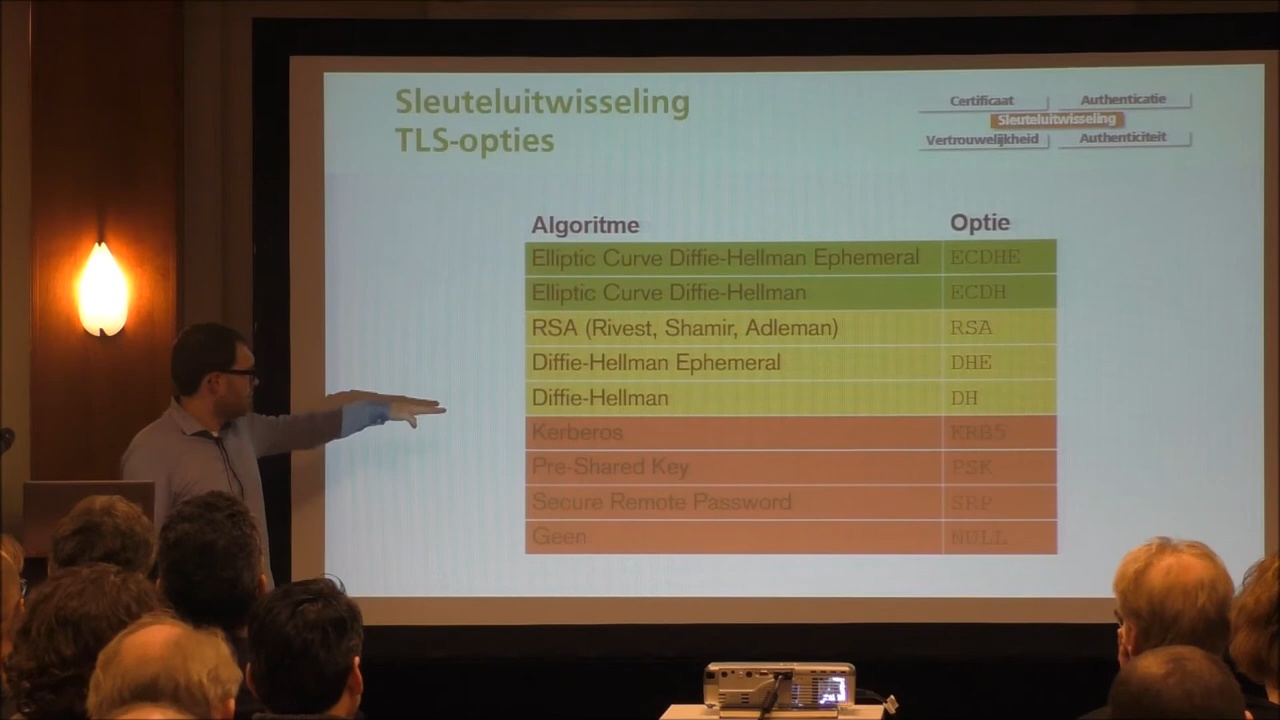 Sleuteluitwisseling
TLS-opties
Certificaat Authenticatie
Sleuteluitwisseling
Vertrouwelijkheid Authenticiteit
Algoritme Optie
Elliptic Curve Diffie-Hellman Ephemeral ECDHE
Elliptic Curve Diffie-Hellman ECDH
RSA (Rivest, Shamir, Adleman) RSA
Diffie-Hellman Ephemeral DHE
Diffie-Hellman DH
Kerberos KRB5
Pre-Shared Key PSK
Secure Remote Password SRP
Geen NULL